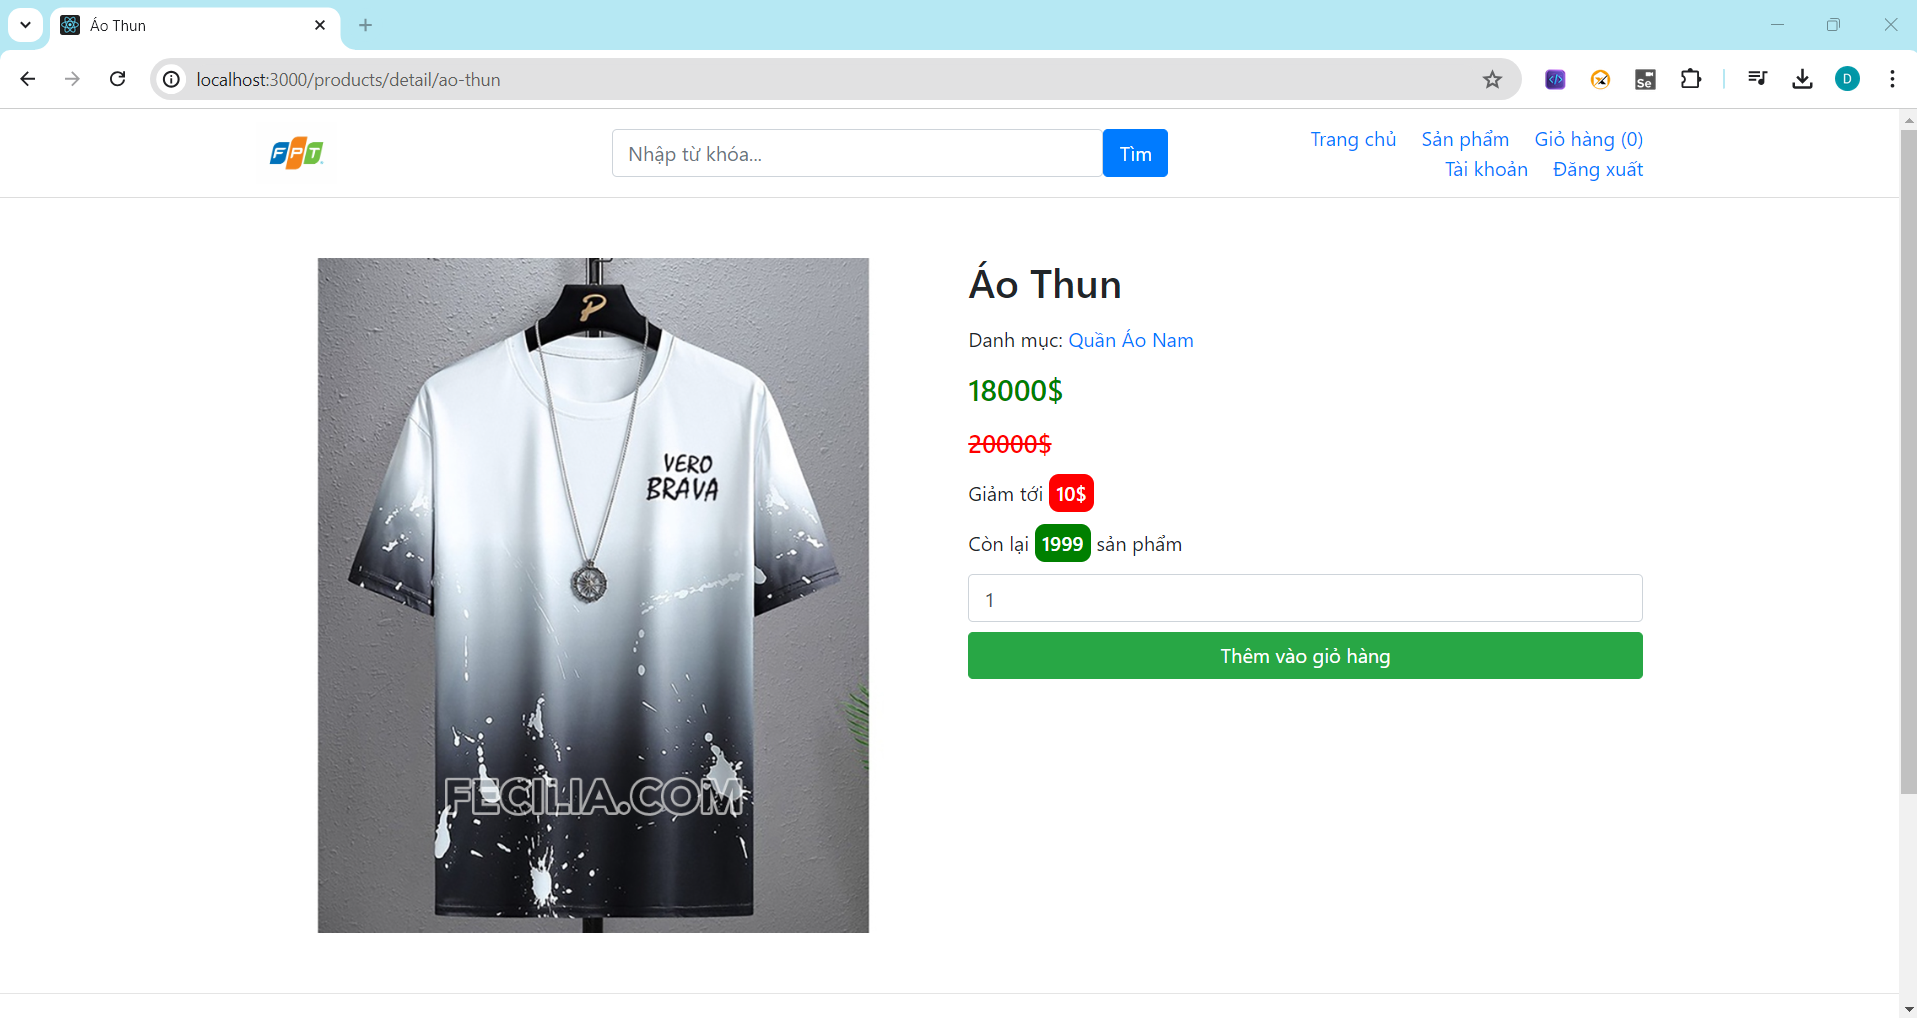 Áo Thun
localhost:3000/products/detail/ao-thun
Se
D
FPT
Nhập từ khóa...
Tìm
Trang chủ Sản phẩm Giỏ hàng (0)
Tài khoản Đăng xuất
P
VERO
BRAVA
FECILIA.COM
Áo Thun
Danh mục: Quần Áo Nam
18000$
20000$
Giảm tới 10$
Còn lại 1999 sản phẩm
1
Thêm vào giỏ hàng